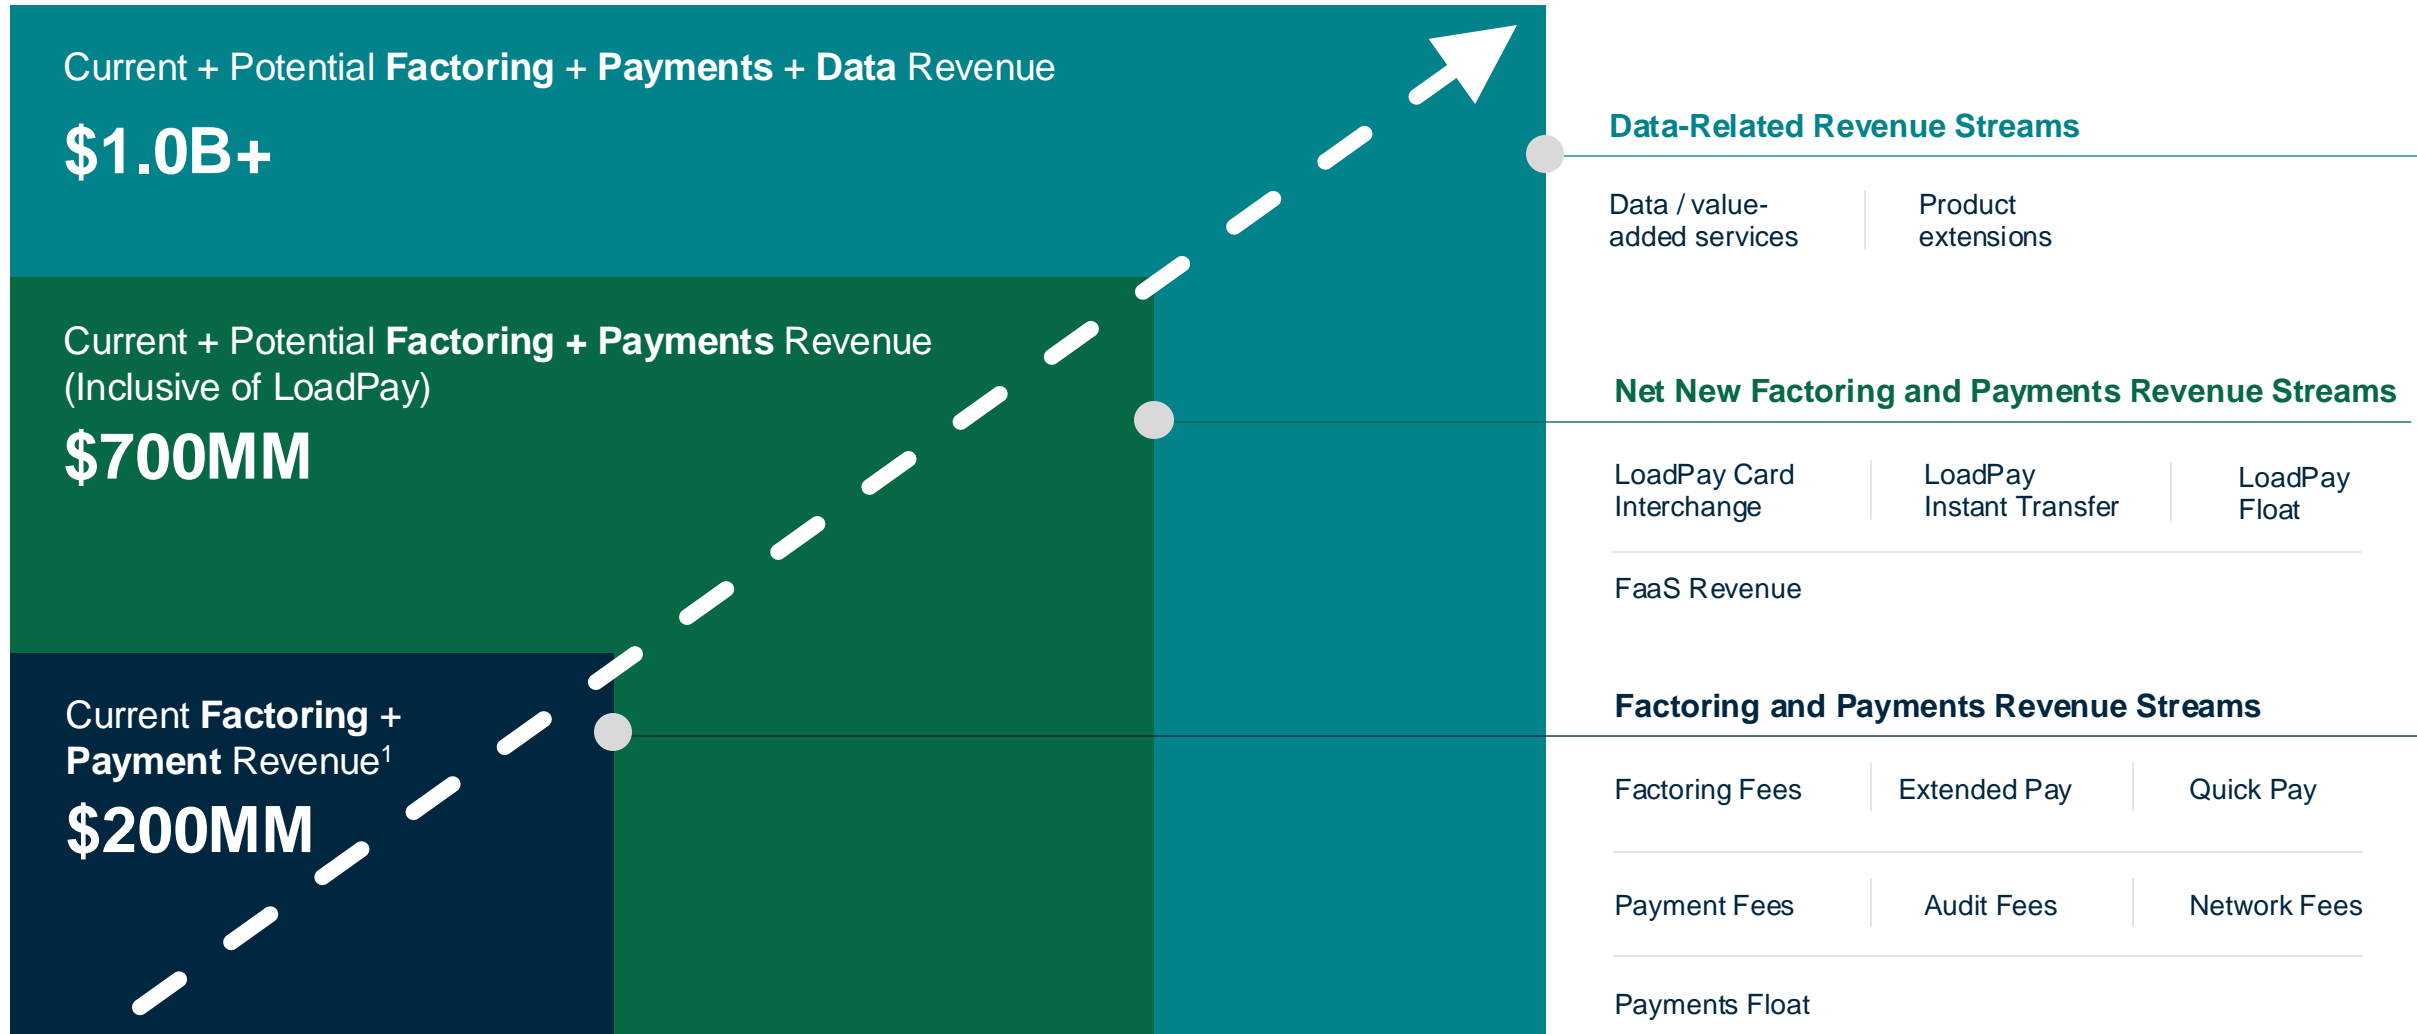 Current + Potential Factoring + Payments + Data Revenue
$1.0B+
Current + Potential Factoring + Payments Revenue
(Inclusive of LoadPay)
$700MM
Current Factoring +
Payment Revenue¹
$200MM
Data-Related Revenue Streams
Data / value-
added services
Product
extensions
Net New Factoring and Payments Revenue Streams
LoadPay Card
Interchange
LoadPay
Instant Transfer
LoadPay
Float
FaaS Revenue
Factoring and Payments Revenue Streams
Factoring Fees
Extended Pay
Quick Pay
Payment Fees
Audit Fees
Network Fees
Payments Float